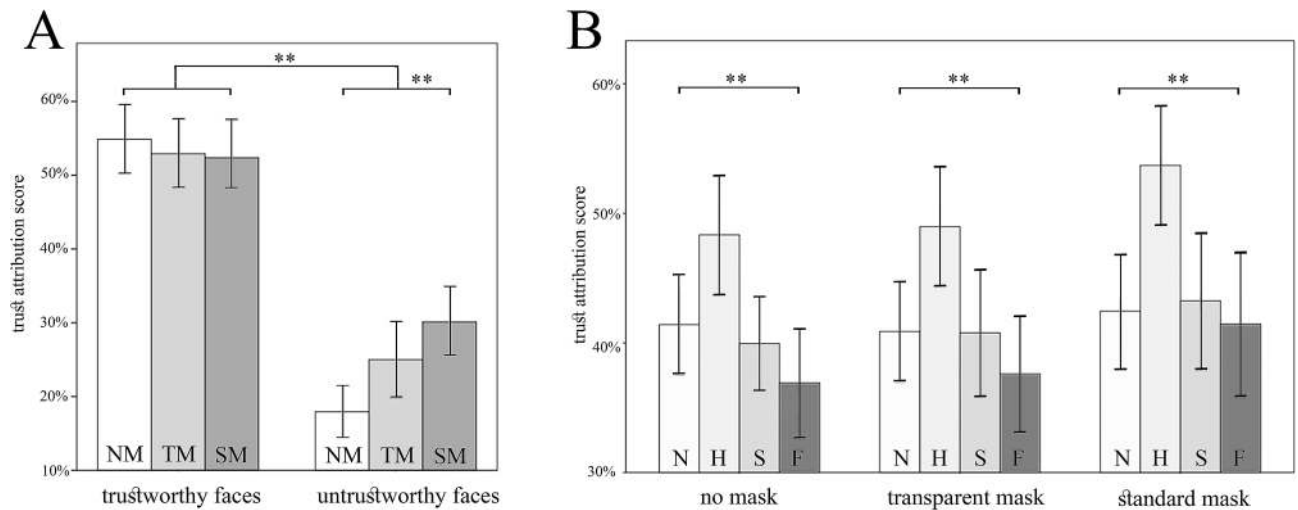 A
B
**
**
** ** **
60%
50%
40%
30%
20%
10%
trust attribution score
NM TM SM NM TM SM
trustworthy faces untrustworthy faces
60%
50%
40%
30%
trust attribution score
N H S F N H S F N H S F
no mask transparent mask standard mask